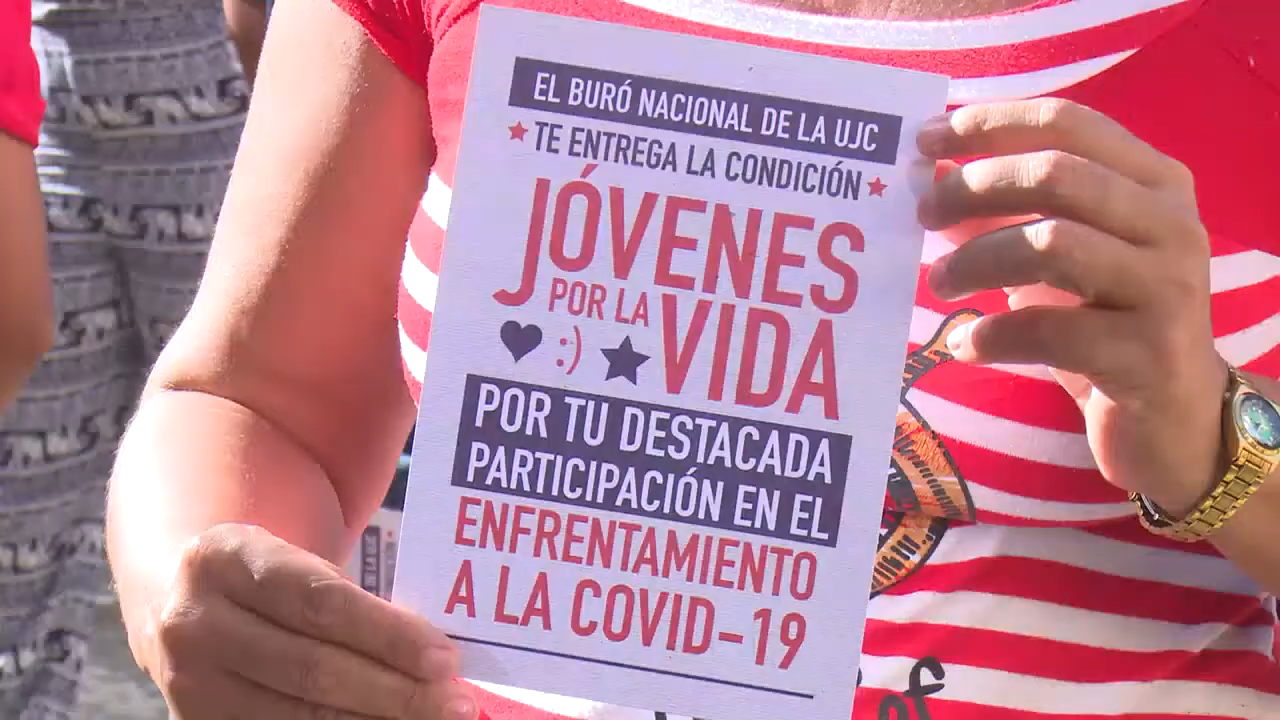 EL BURÓ NACIONAL DE LA UJC
TE ENTREGA LA CONDICIÓN
JÓVENES
POR LA
VIDA
:)
POR TU DESTACADA
PARTICIPACIÓN EN EL
ENFRENTAMIENTO
A LA COVID-19
of